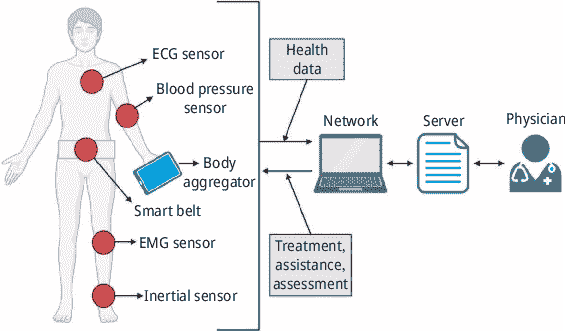 ECG sensor
Blood pressure
sensor
Body
aggregator
Smart belt
EMG sensor
Inertial sensor
Health
data
Network
Server
Physician
Treatment,
assistance,
assessment